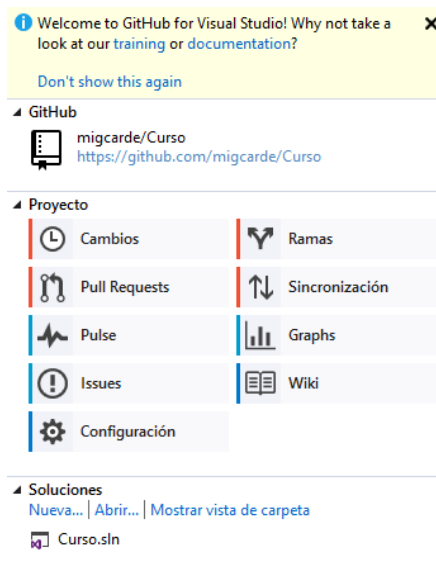 Welcome to GitHub for Visual Studio! Why not take a
look at our training or documentation?
Don't show this again
GitHub
migcarde/Curso
https://github.com/migcarde/Curso
Proyecto
Cambios
Ramas
Pull Requests
Sincronización
Pulse
Graphs
Issues
Wiki
Configuración
Soluciones
Nueva... | Abrir... | Mostrar vista de carpeta
Curso.sln